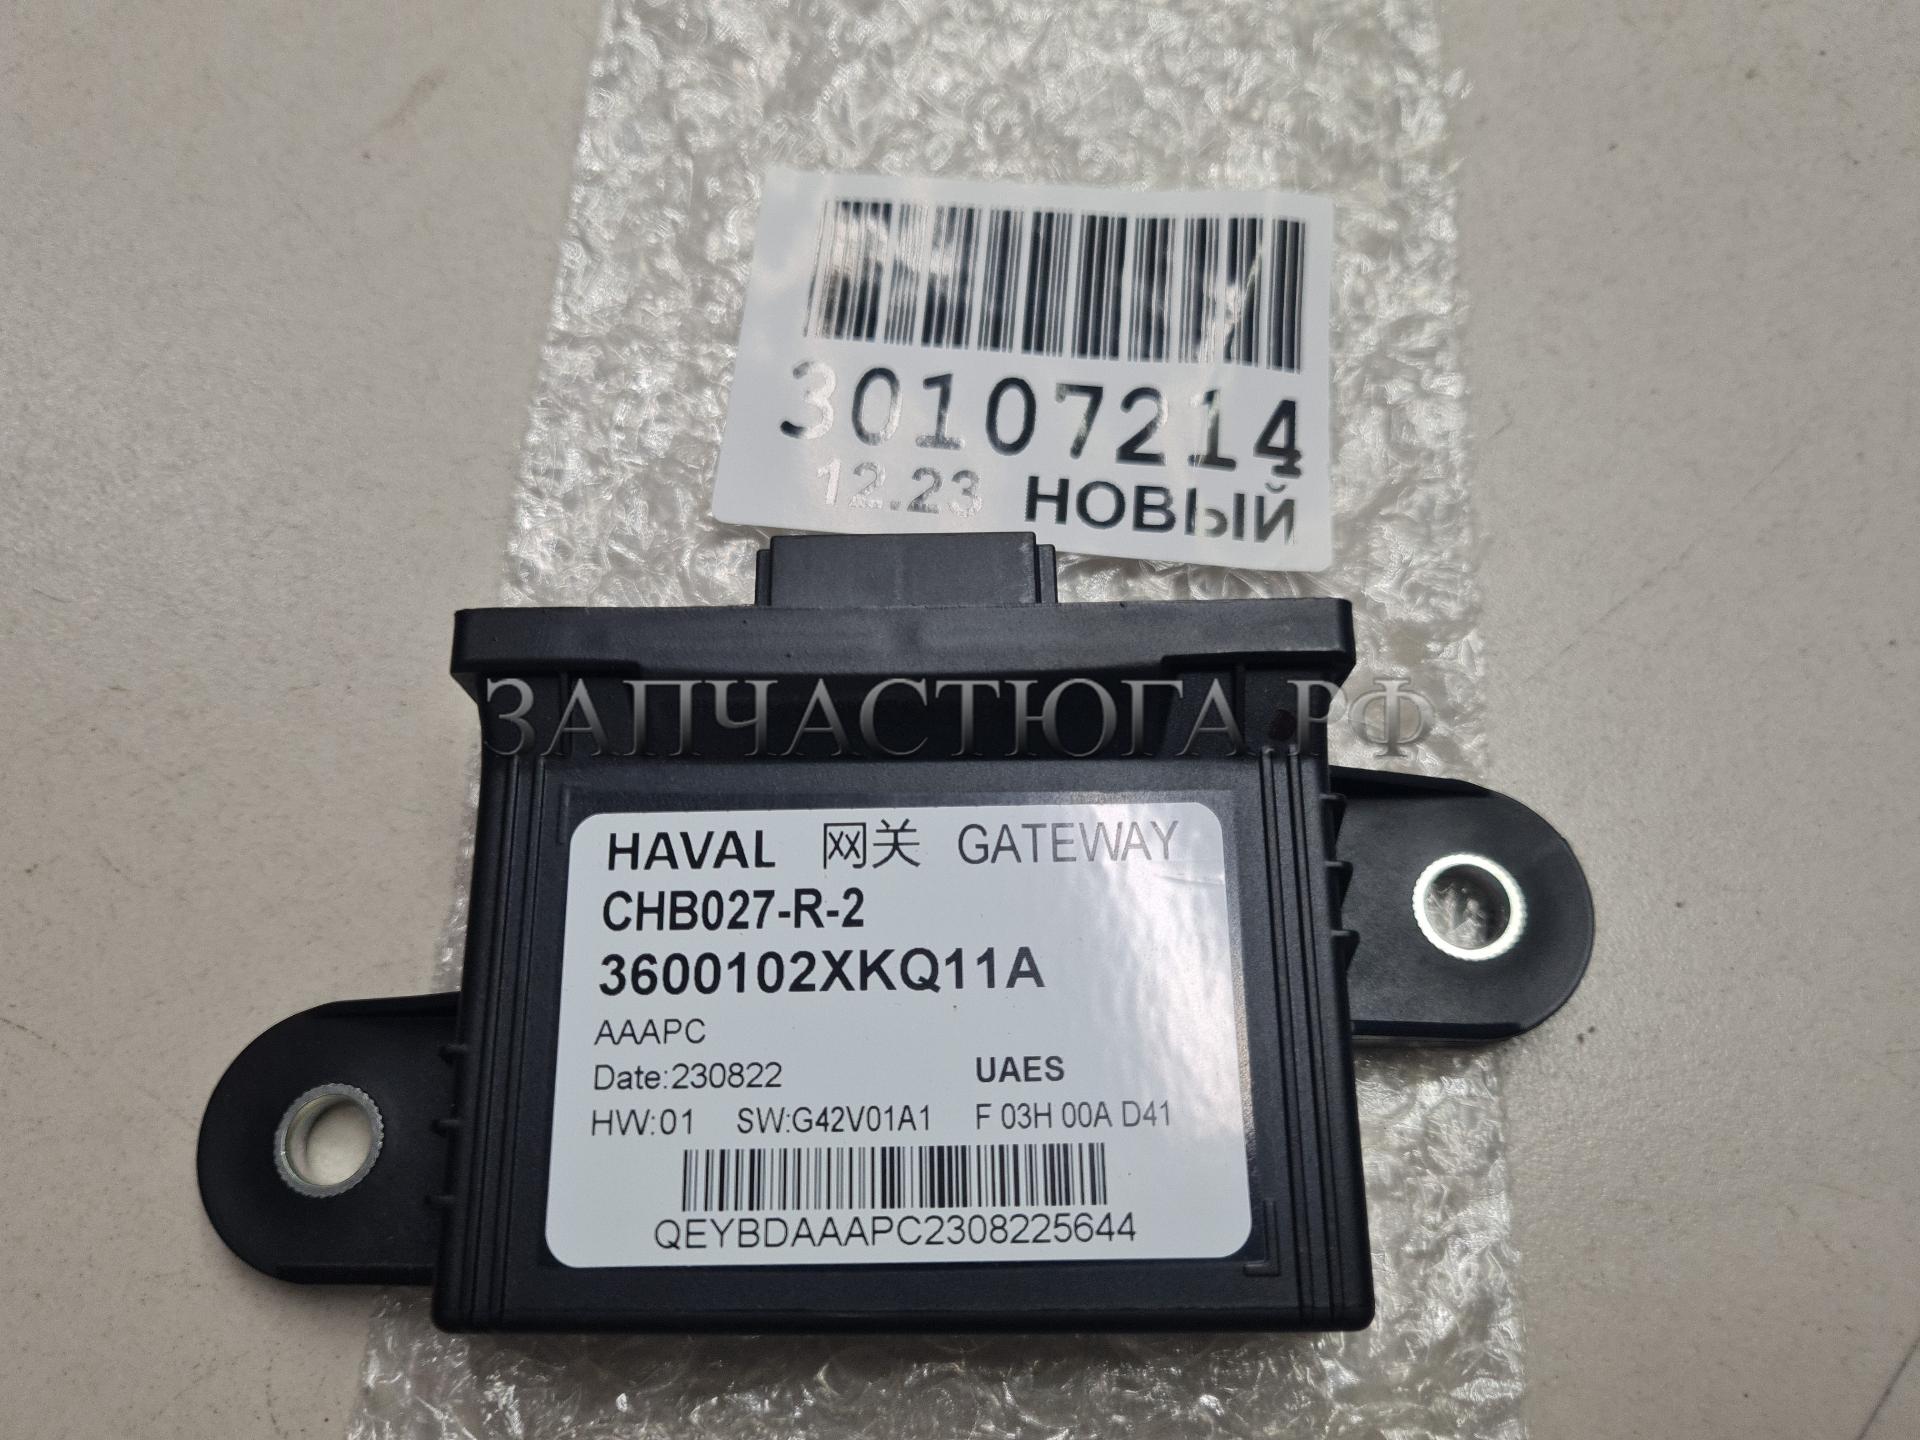 30107214
12.23 НОВЫЙ
ЗАПЧАСТЮГА.РФ
HAVAL 网关 GATEWAY
CHB027-R-2
3600102XKQ11A
AAAPC
Date:230822 UAES
HW:01 SW:G42V01A1 F 03H 00A D41
QEYBDAAAPC2308225644